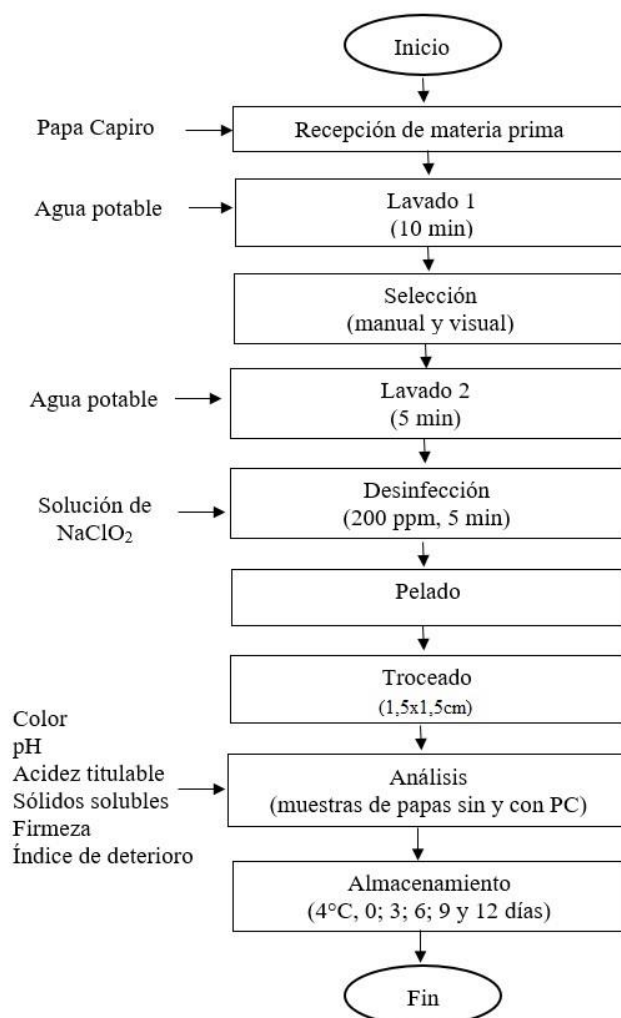 Inicio
Papa Capiro
Recepción de materia prima
Agua potable
Lavado 1
(10 min)
Selección
(manual y visual)
Agua potable
Lavado 2
(5 min)
Solución de
NaClO₂
Desinfección
(200 ppm, 5 min)
Pelado
Troceado
(1,5x1,5cm)
Color
pH
Acidez titulable
Sólidos solubles
Firmeza
Índice de deterioro
Análisis
(muestras de papas sin y con PC)
Almacenamiento
(4°C, 0; 3; 6; 9 y 12 días)
Fin